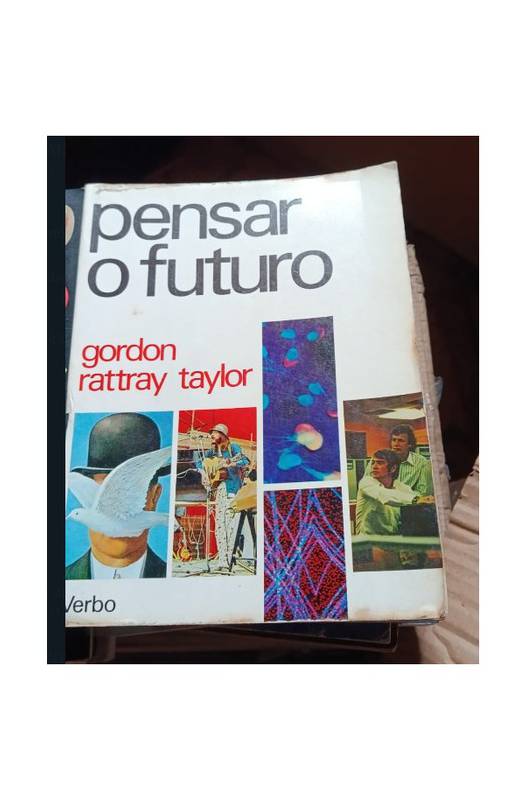 pensar
o futuro
gordon
rattray taylor
Verbo